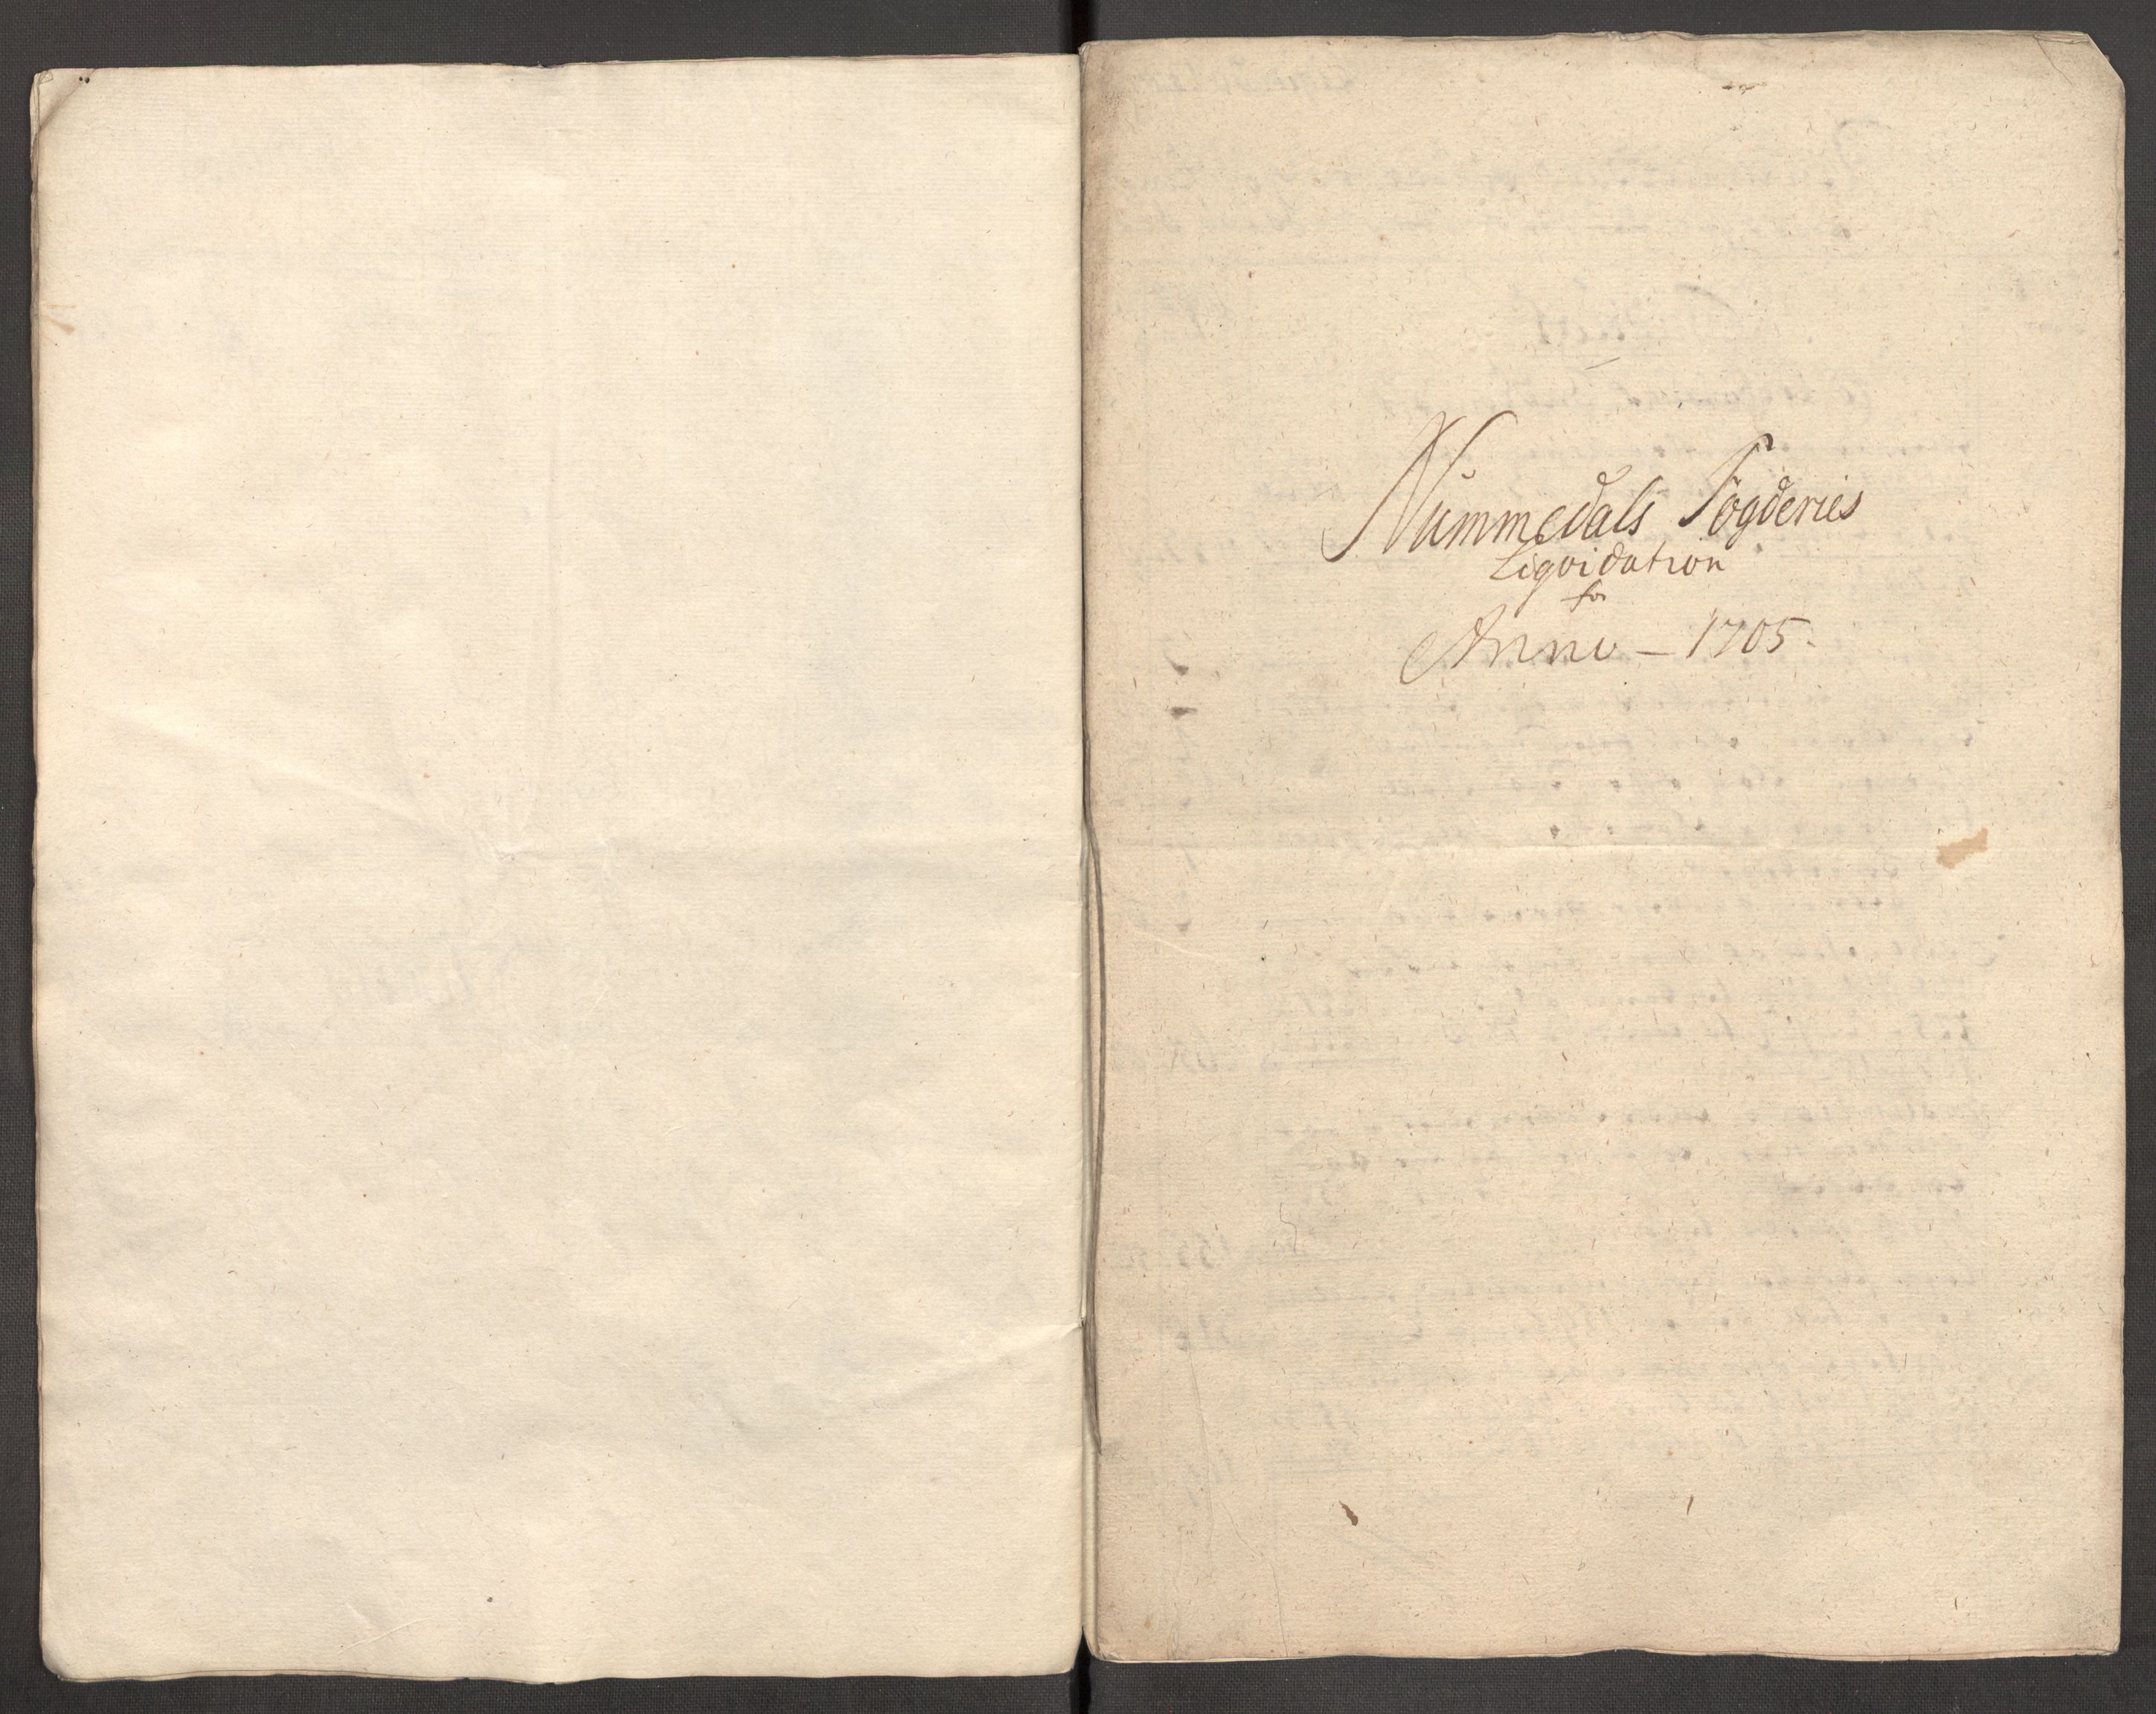 Nummedals Fogderies
Liqvidation
for
Anno – 1705.